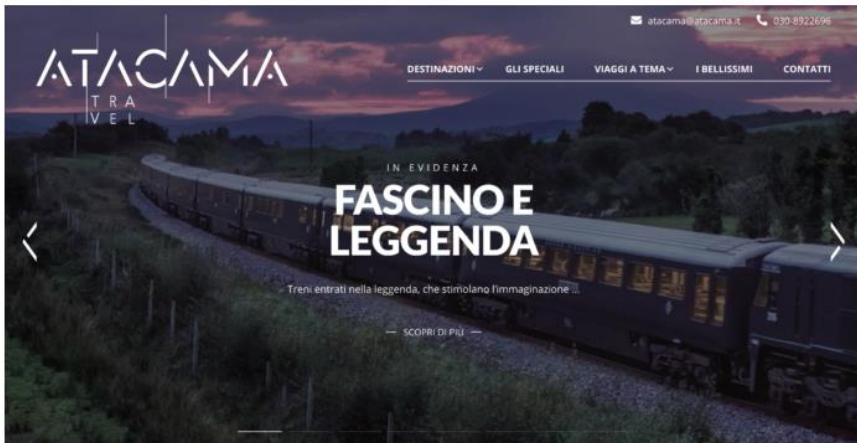 atacama@atacama.it 030-8922696
ATACAMA
TRA
VEL
DESTINAZIONI GLI SPECIALI VIAGGI A TEMA I BELLISSIMI CONTATTI
IN EVIDENZA
FASCINO E
LEGGENDA
Treni entrati nella leggenda, che stimolano l'immaginazione ...
SCOPRI DI PIÙ